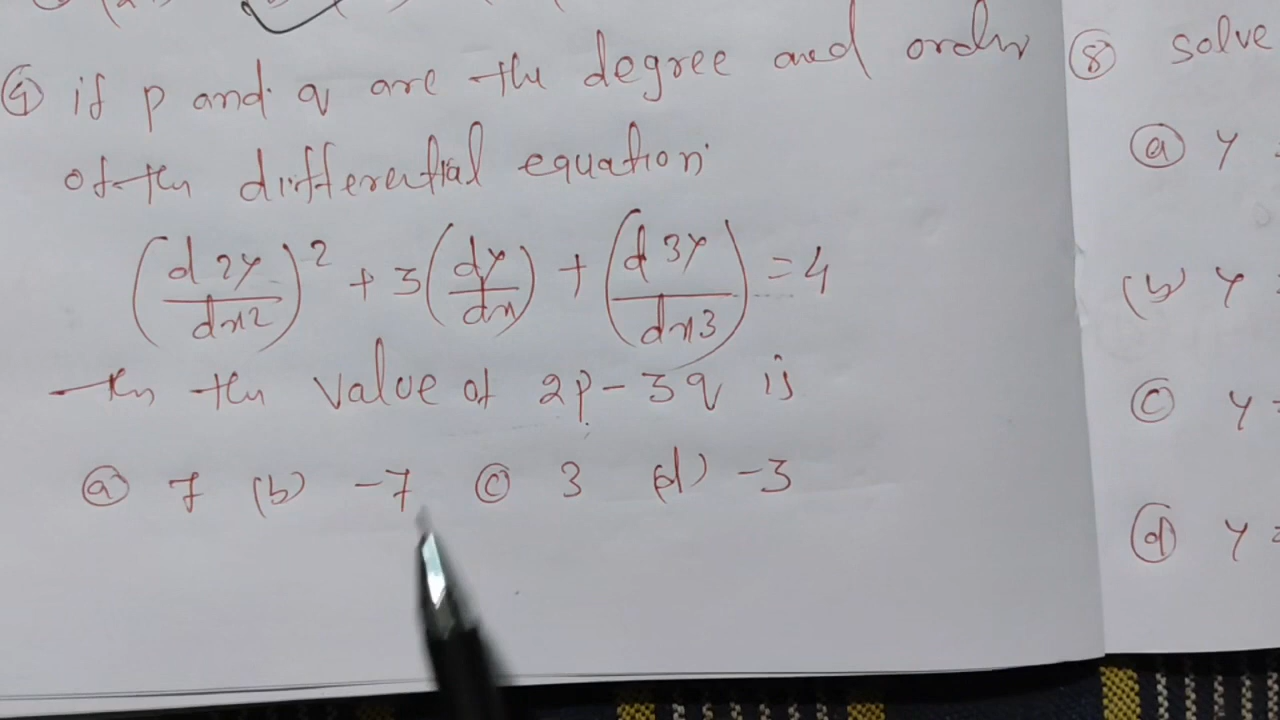 ④ if p and q are the degree and order
of the differential equation
(d2y/dx2)² + 3(dy/dx) + (d3y/dx3) = 4
the value of 2p - 3q is
ⓐ 7 (b) -7 ⓒ 3 (d) -3
⑧ solve
ⓐ y
(b) y
ⓒ y
ⓓ y